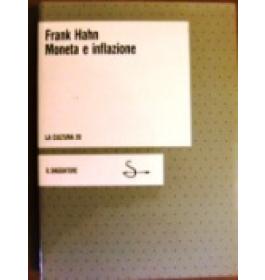 Frank Hahn
Moneta e inflazione
LA CULTURA 35
IL SAGGIATORE